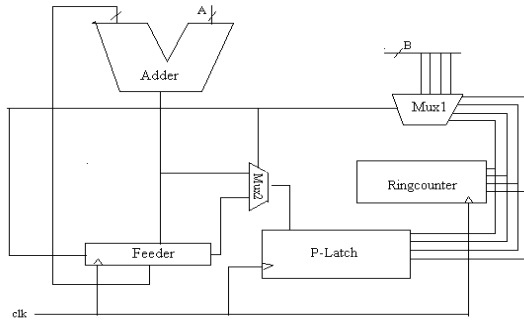 A
B
Adder
Mux1
Mux2
Ringcounter
Feeder
P-Latch
clk